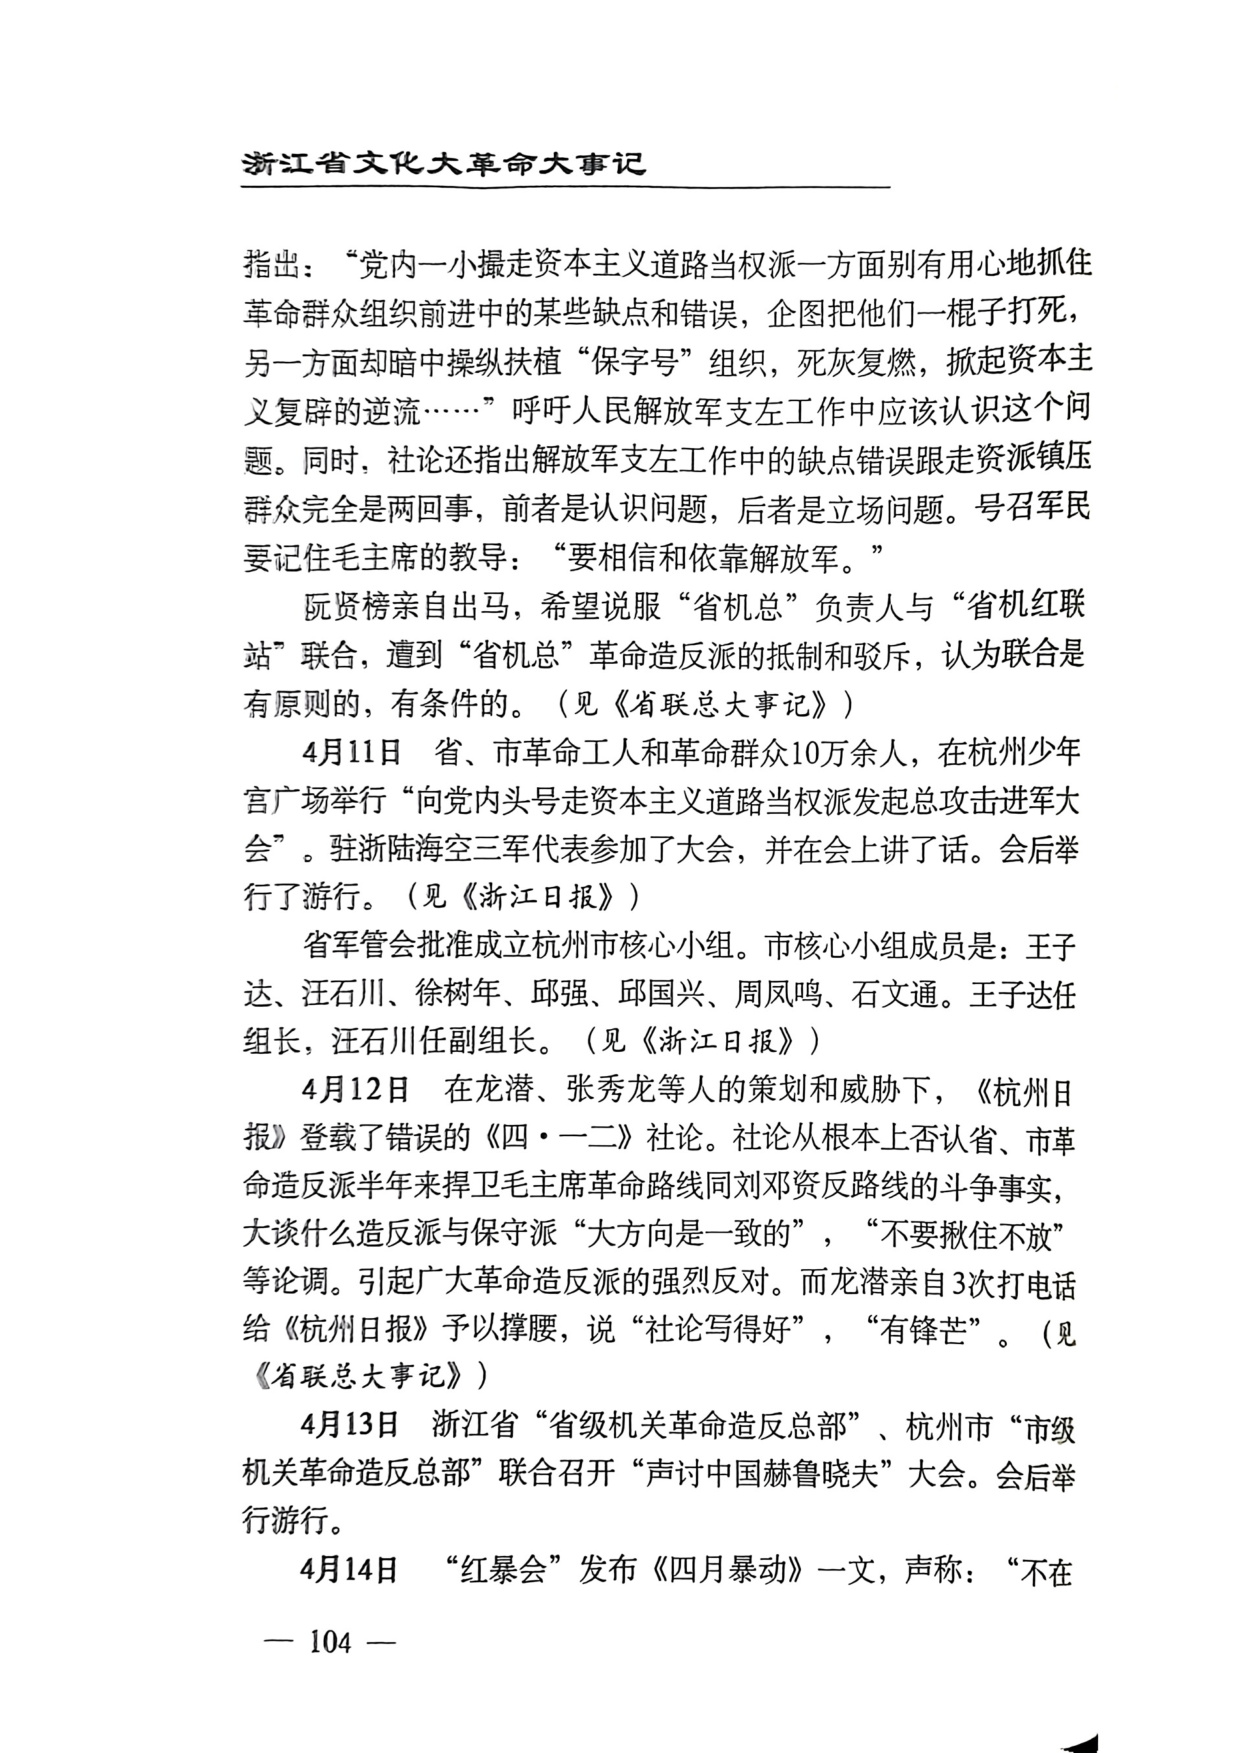 浙江省文化大革命大事记
指出：“党内一小撮走资本主义道路当权派一方面别有用心地抓住
革命群众组织前进中的某些缺点和错误，企图把他们一棍子打死，
另一方面却暗中操纵扶植“保字号”组织，死灰复燃，掀起资本主
义复辟的逆流……”呼吁人民解放军支左工作中应该认识这个问
题。同时，社论还指出解放军支左工作中的缺点错误跟走资派镇压
群众完全是两回事，前者是认识问题，后者是立场问题。号召军民
要记住毛主席的教导：“要相信和依靠解放军。”
阮贤榜亲自出马，希望说服“省机总”负责人与“省机红联
站”联合，遭到“省机总”革命造反派的抵制和驳斥，认为联合是
有原则的，有条件的。（见《省联总大事记》）
4月11日　省、市革命工人和革命群众10万余人，在杭州少年
宫广场举行“向党内头号走资本主义道路当权派发起总攻击进军大
会”。驻浙陆海空三军代表参加了大会，并在会上讲了话。会后举
行了游行。（见《浙江日报》）
省军管会批准成立杭州市核心小组。市核心小组成员是：王子
达、汪石川、徐树年、邱强、邱国兴、周凤鸣、石文通。王子达任
组长，汪石川任副组长。（见《浙江日报》）
4月12日　在龙潜、张秀龙等人的策划和威胁下，《杭州日
报》登载了错误的《四·一二》社论。社论从根本上否认省、市革
命造反派半年来捍卫毛主席革命路线同刘邓资反路线的斗争事实，
大谈什么造反派与保守派“大方向是一致的”，“不要揪住不放”
等论调。引起广大革命造反派的强烈反对。而龙潜亲自3次打电话
给《杭州日报》予以撑腰，说“社论写得好”，“有锋芒”。（见
《省联总大事记》）
4月13日　浙江省“省级机关革命造反总部”、杭州市“市级
机关革命造反总部”联合召开“声讨中国赫鲁晓夫”大会。会后举
行游行。
4月14日　“红暴会”发布《四月暴动》一文，声称：“不在
— 104 —